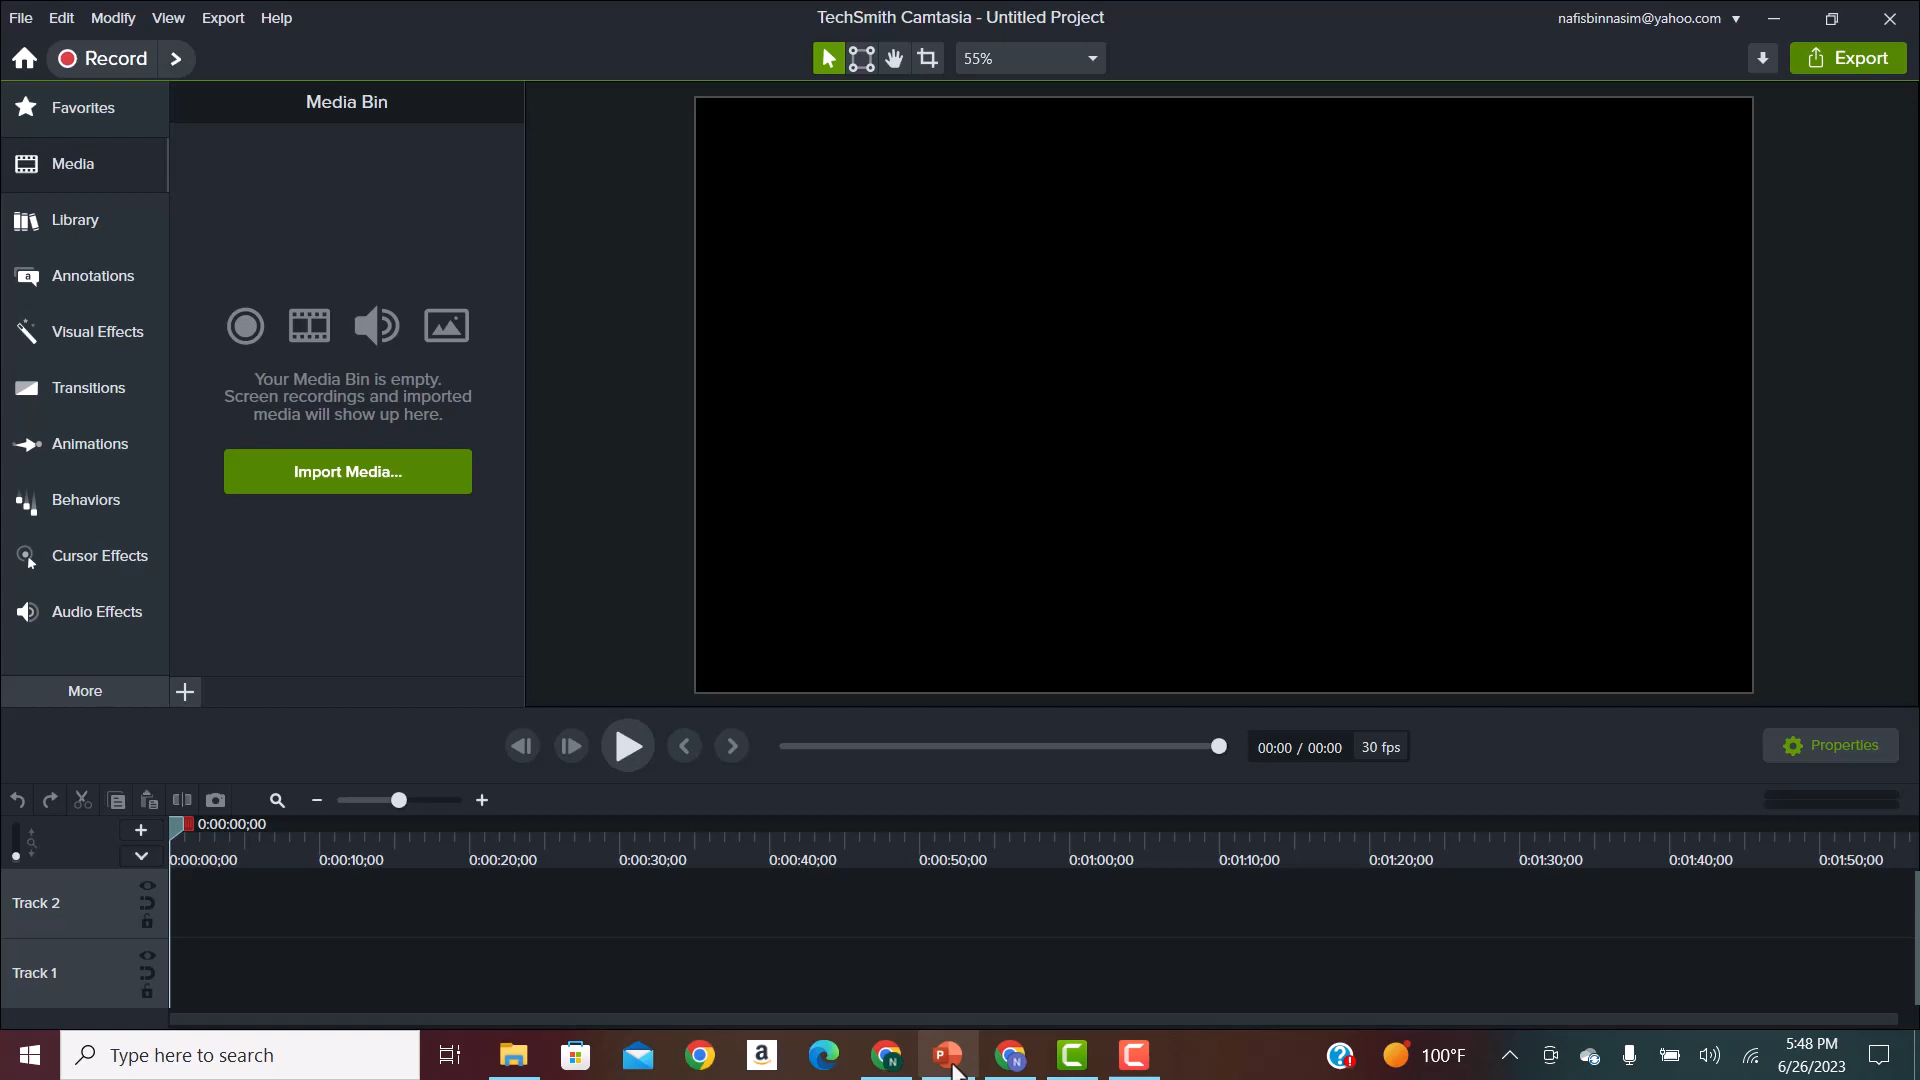 File Edit Modify View Export Help
TechSmith Camtasia - Untitled Project
nafisbinnasim@yahoo.com
Record
55%
Export
Favorites
Media Bin
Media
Library
Annotations
Visual Effects
Transitions
Animations
Behaviors
Cursor Effects
Audio Effects
More
Your Media Bin is empty.
Screen recordings and imported
media will show up here.
Import Media...
00:00 / 00:00 30 fps
Properties
0:00:00;00
0:00:00;00 0:00:10;00 0:00:20;00 0:00:30;00 0:00:40;00 0:00:50;00 0:01:00;00 0:01:10;00 0:01:20;00 0:01:30;00 0:01:40;00 0:01:50;00
Track 2
Track 1
Type here to search
100°F
5:48 PM
6/26/2023